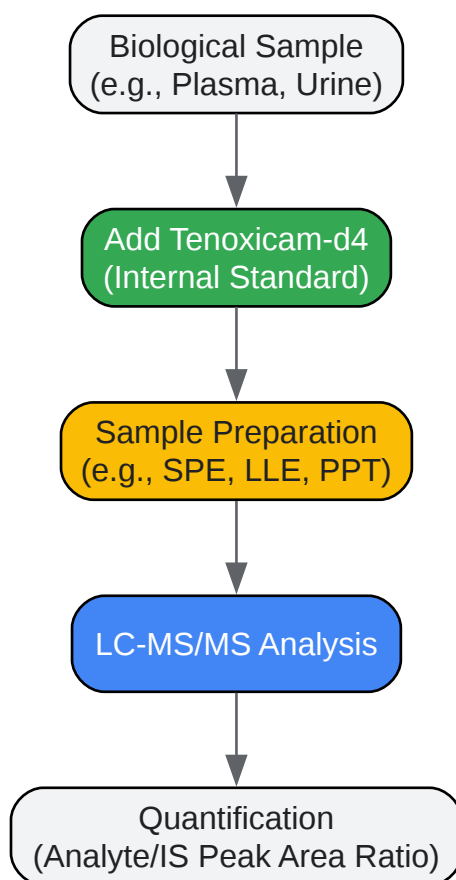 Biological Sample
(e.g., Plasma, Urine)
Add Tenoxicam-d4
(Internal Standard)
Sample Preparation
(e.g., SPE, LLE, PPT)
LC-MS/MS Analysis
Quantification
(Analyte/IS Peak Area Ratio)